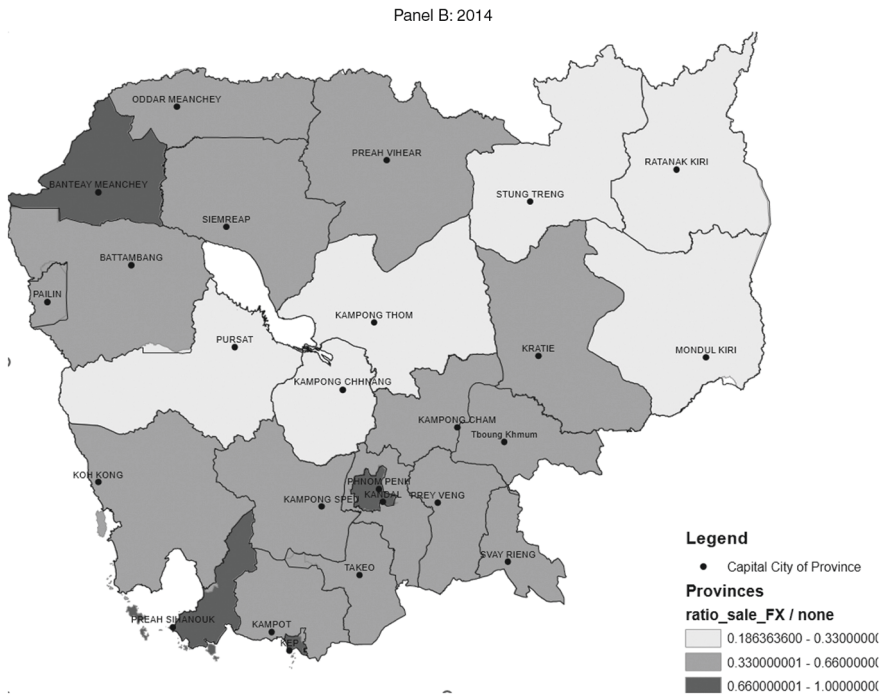 Panel B: 2014
ODDAR MEANCHEY
PREAH VIHEAR
RATANAK KIRI
BANTEAY MEANCHEY
STUNG TRENG
SIEMREAP
BATTAMBANG
PAILIN
KAMPONG THOM
PURSAT
KRATIE
MONDUL KIRI
KAMPONG CHHNANG
KAMPONG CHAM
Tboung Khmum
KOH KONG
PHNOM PENH
KAMPONG SPEU
KANDAL
PREY VENG
SVAY RIENG
TAKEO
PREAH SIHANOUK
KAMPOT
KEP
Legend
Capital City of Province
Provinces
ratio_sale_FX / none
0.186363600 - 0.33000000
0.330000001 - 0.66000000
0.660000001 - 1.00000000